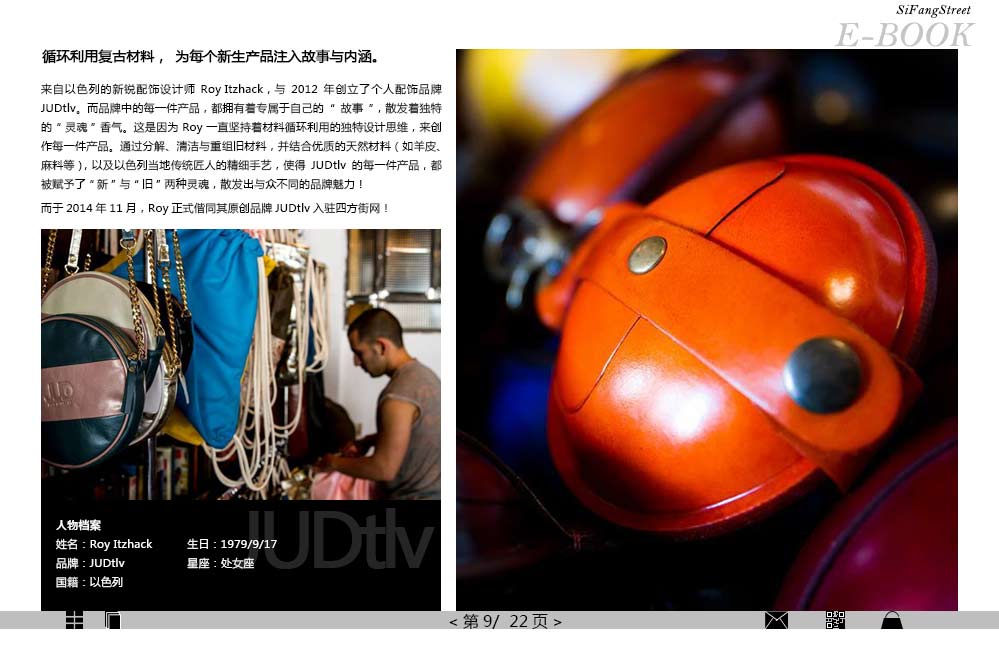 SiFangStreet
E-BOOK
循环利用复古材料， 为每个新生产品注入故事与内涵。
来自以色列的新锐配饰设计师 Roy Itzhack，与 2012 年创立了个人配饰品牌
JUDtlv。而品牌中的每一件产品，都拥有着专属于自己的 “ 故事 ”，散发着独特
的 “ 灵魂 ” 香气。这是因为 Roy 一直坚持着材料循环利用的独特设计思维，来创
作每一件产品。通过分解、清洁与重组旧材料，并结合优质的天然材料（如羊皮、
麻料等），以及以色列当地传统匠人的精细手艺，使得 JUDtlv 的每一件产品，都
被赋予了 “ 新 ” 与 “ 旧 ” 两种灵魂，散发出与众不同的品牌魅力！
而于 2014 年 11 月，Roy 正式偕同其原创品牌 JUDtlv 入驻四方街网！
JUD
JUDtlv
人物档案
姓名：Roy Itzhack 生日：1979/9/17
品牌：JUDtlv 星座：处女座
国籍：以色列
< 第 9/ 22 页 >